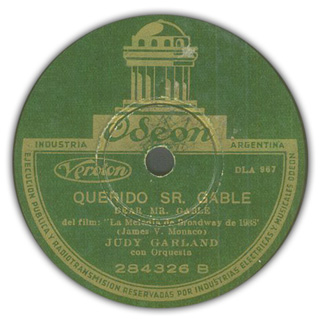 Odeon
INDUSTRIA ARGENTINA
Version DLA 967
QUERIDO SR. GABLE
DEAR MR. GABLE
del film: "La Melodía de Broadway de 1938"
(James V. Monaco)
JUDY GARLAND
con Orquesta
284326 B
EJECUCION PUBLICA Y RADIOTRANSMISION RESERVADAS POR INDUSTRIAS ELECTRICAS Y MUSICALES ODEON